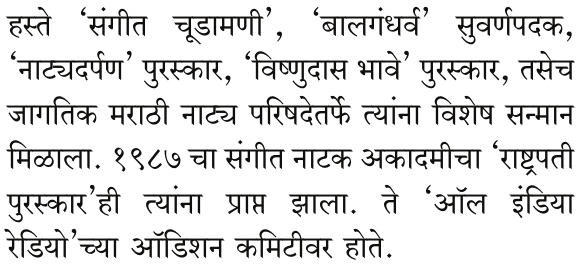 हस्ते ‘संगीत चूडामणी’, ‘बालगंधर्व’ सुवर्णपदक,
‘नाट्यदर्पण’ पुरस्कार, ‘विष्णुदास भावे’ पुरस्कार, तसेच
जागतिक मराठी नाट्य परिषदेतर्फे त्यांना विशेष सन्मान
मिळाला. १९८७ चा संगीत नाटक अकादमीचा ‘राष्ट्रपती
पुरस्कार’ही त्यांना प्राप्त झाला. ते ‘ऑल इंडिया
रेडियो’च्या ऑडिशन कमिटीवर होते.